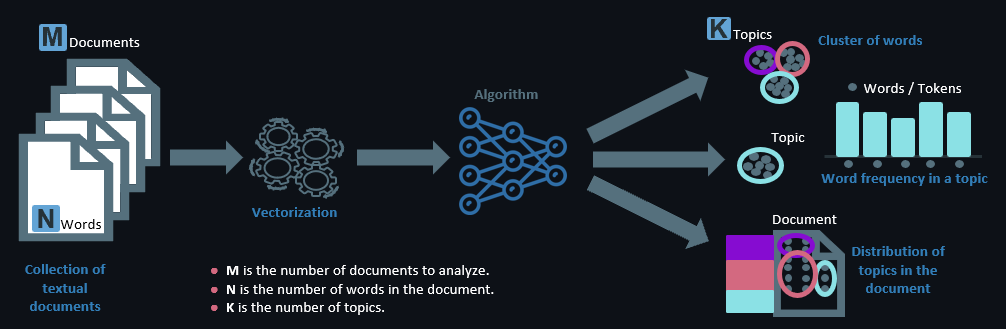 M Documents
N Words
Collection of
textual
documents
Vectorization
Algorithm
K Topics
Cluster of words
Words / Tokens
Topic
Word frequency in a topic
Document
Distribution of
topics in the
document
M is the number of documents to analyze.
N is the number of words in the document.
K is the number of topics.